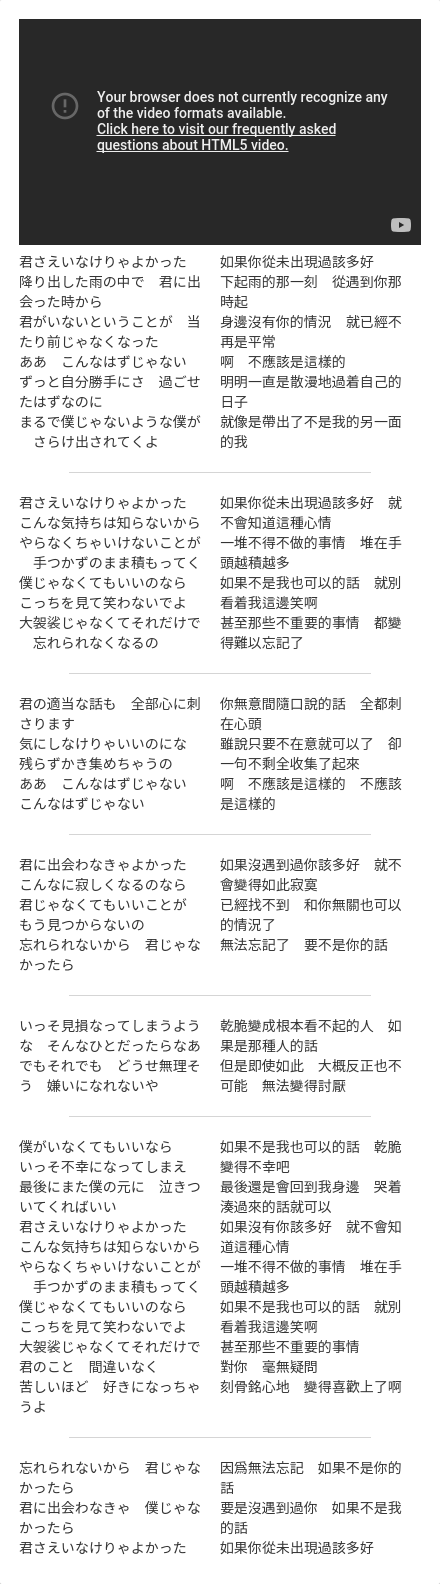 Your browser does not currently recognize any
of the video formats available.
Click here to visit our frequently asked
questions about HTML5 video.
君さえいなけりゃよかった
降り出した雨の中で　君に出
会った時から
君がいないということが　当
たり前じゃなくなった
ああ　こんなはずじゃない
ずっと自分勝手にさ　過ごせ
たはずなのに
まるで僕じゃないような僕が
　さらけ出されてくよ
如果你從未出現過該多好
下起雨的那一刻　從遇到你那
時起
身邊沒有你的情況　就已經不
再是平常
啊　不應該是這樣的
明明一直是散漫地過着自己的
日子
就像是帶出了不是我的另一面
的我
君さえいなけりゃよかった
こんな気持ちは知らないから
やらなくちゃいけないことが
　手つかずのまま積もってく
僕じゃなくてもいいのなら
こっちを見て笑わないでよ
大袈裟じゃなくてそれだけで
　忘れられなくなるの
如果你從未出現過該多好　就
不會知道這種心情
一堆不得不做的事情　堆在手
頭越積越多
如果不是我也可以的話　就別
看着我這邊笑啊
甚至那些不重要的事情　都變
得難以忘記了
君の適当な話も　全部心に刺
さります
気にしなけりゃいいのにな
残らずかき集めちゃうの
ああ　こんなはずじゃない
こんなはずじゃない
你無意間隨口說的話　全都刺
在心頭
雖說只要不在意就可以了　卻
一句不剩全收集了起來
啊　不應該是這樣的　不應該
是這樣的
君に出会わなきゃよかった
こんなに寂しくなるのなら
君じゃなくてもいいことが
もう見つからないの
忘れられないから　君じゃな
かったら
如果沒遇到過你該多好　就不
會變得如此寂寞
已經找不到　和你無關也可以
的情況了
無法忘記了　要不是你的話
いっそ見損なってしまうよう
な　そんなひとだったらなあ
でもそれでも　どうせ無理そ
う　嫌いになれないや
乾脆變成根本看不起的人　如
果是那種人的話
但是即使如此　大概反正也不
可能　無法變得討厭
僕がいなくてもいいなら
いっそ不幸になってしまえ
最後にまた僕の元に　泣きつ
いてくればいい
君さえいなけりゃよかった
こんな気持ちは知らないから
やらなくちゃいけないことが
　手つかずのまま積もってく
僕じゃなくてもいいのなら
こっちを見て笑わないでよ
大袈裟じゃなくてそれだけで
君のこと　間違いなく
苦しいほど　好きになっちゃ
うよ
如果不是我也可以的話　乾脆
變得不幸吧
最後還是會回到我身邊　哭着
湊過來的話就可以
如果沒有你該多好　就不會知
道這種心情
一堆不得不做的事情　堆在手
頭越積越多
如果不是我也可以的話　就別
看着我這邊笑啊
甚至那些不重要的事情
對你　毫無疑問
刻骨銘心地　變得喜歡上了啊
忘れられないから　君じゃな
かったら
君に出会わなきゃ　僕じゃな
かったら
君さえいなけりゃよかった
因爲無法忘記　如果不是你的
話
要是沒遇到過你　如果不是我
的話
如果你從未出現過該多好